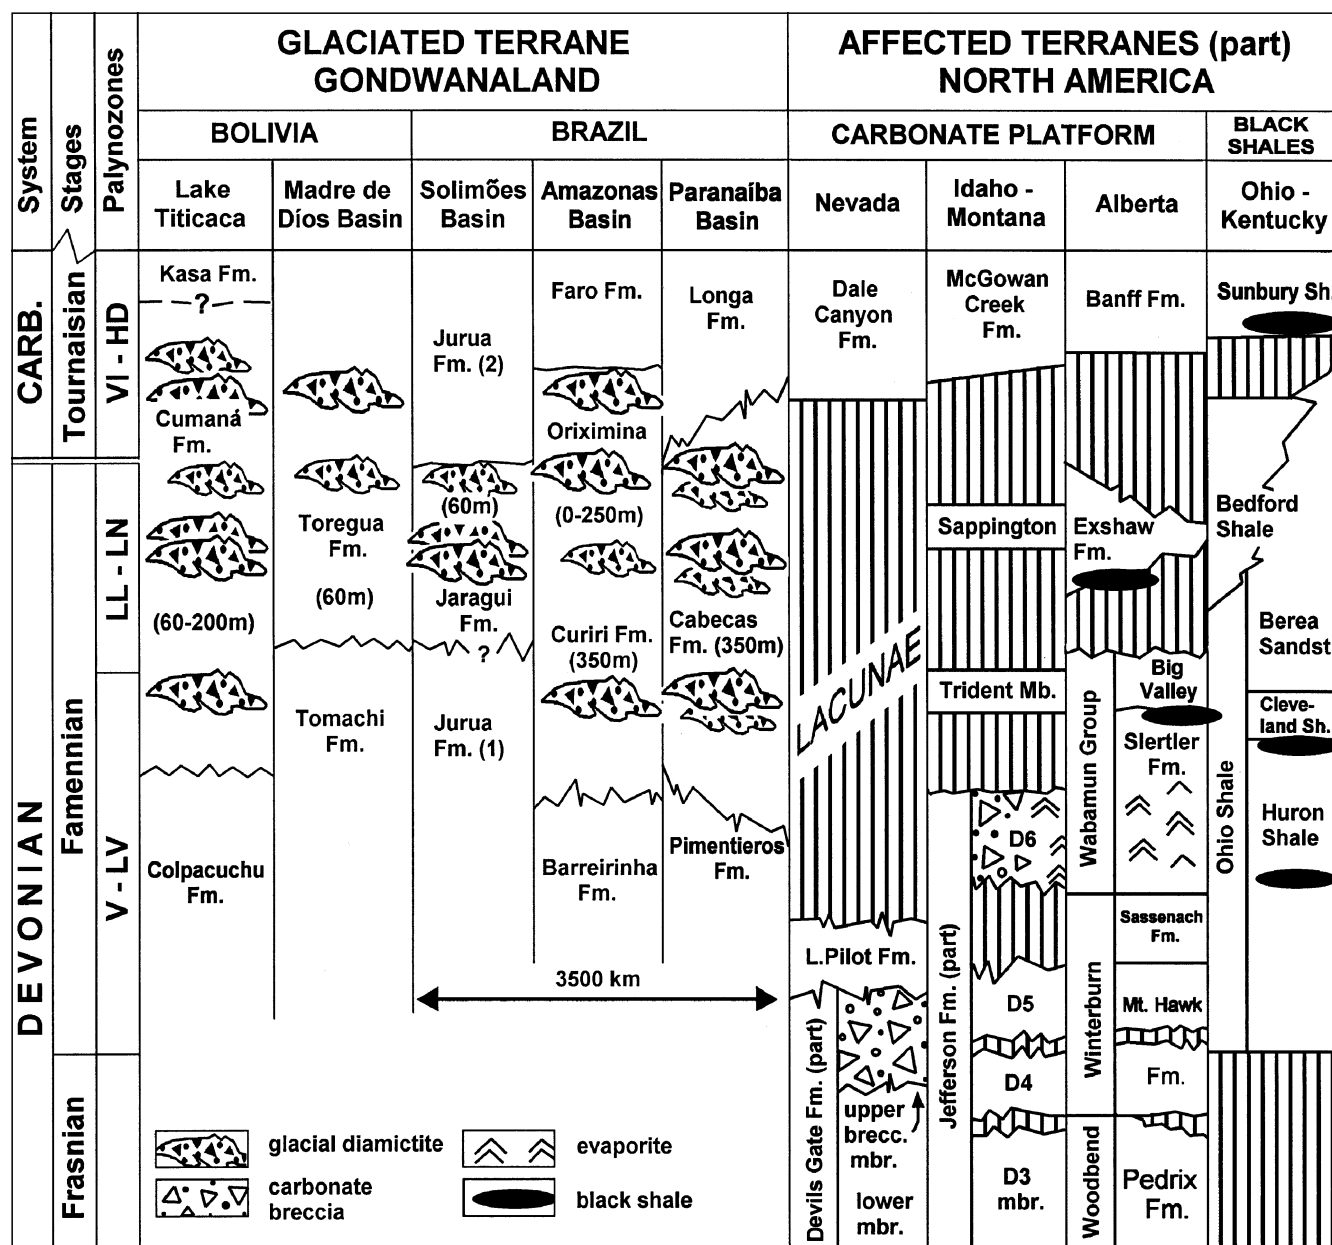 GLACIATED TERRANE
GONDWANALAND
AFFECTED TERRANES (part)
NORTH AMERICA
System
Stages
Palynozones
BOLIVIA
BRAZIL
CARBONATE PLATFORM
BLACK
SHALES
Lake
Titicaca
Madre de
Díos Basin
Solimões
Basin
Amazonas
Basin
Paranaíba
Basin
Nevada
Idaho -
Montana
Alberta
Ohio -
Kentucky
CARB.
DEVONIAN
Tournaisian
Famennian
Frasnian
VI - HD
LL - LN
V - LV
Kasa Fm.
?
Cumaná
Fm.
(60-200m)
Colpacuchu
Fm.
Toregua
Fm.
(60m)
Tomachi
Fm.
Jurua
Fm. (2)
(60m)
Jaragui
Fm.
?
Jurua
Fm. (1)
Faro Fm.
Oriximina
(0-250m)
Curiri Fm.
(350m)
Barreirinha
Fm.
Longa
Fm.
Cabecas
Fm. (350m)
Pimentieros
Fm.
3500 km
Dale
Canyon
Fm.
LACUNAE
L.Pilot Fm.
Devils Gate Fm. (part)
upper
brecc.
mbr.
lower
mbr.
McGowan
Creek
Fm.
Sappington
Trident Mb.
Jefferson Fm. (part)
D6
D5
D4
D3
mbr.
Banff Fm.
Exshaw
Fm.
Wabamun Group
Big
Valley
Slertler
Fm.
Winterburn
Sassenach
Fm.
Mt. Hawk
Fm.
Woodbend
Pedrix
Fm.
Sunbury Sh.
Bedford
Shale
Berea
Sandst
Cleve-
land Sh.
Ohio Shale
Huron
Shale
glacial diamictite
carbonate
breccia
evaporite
black shale